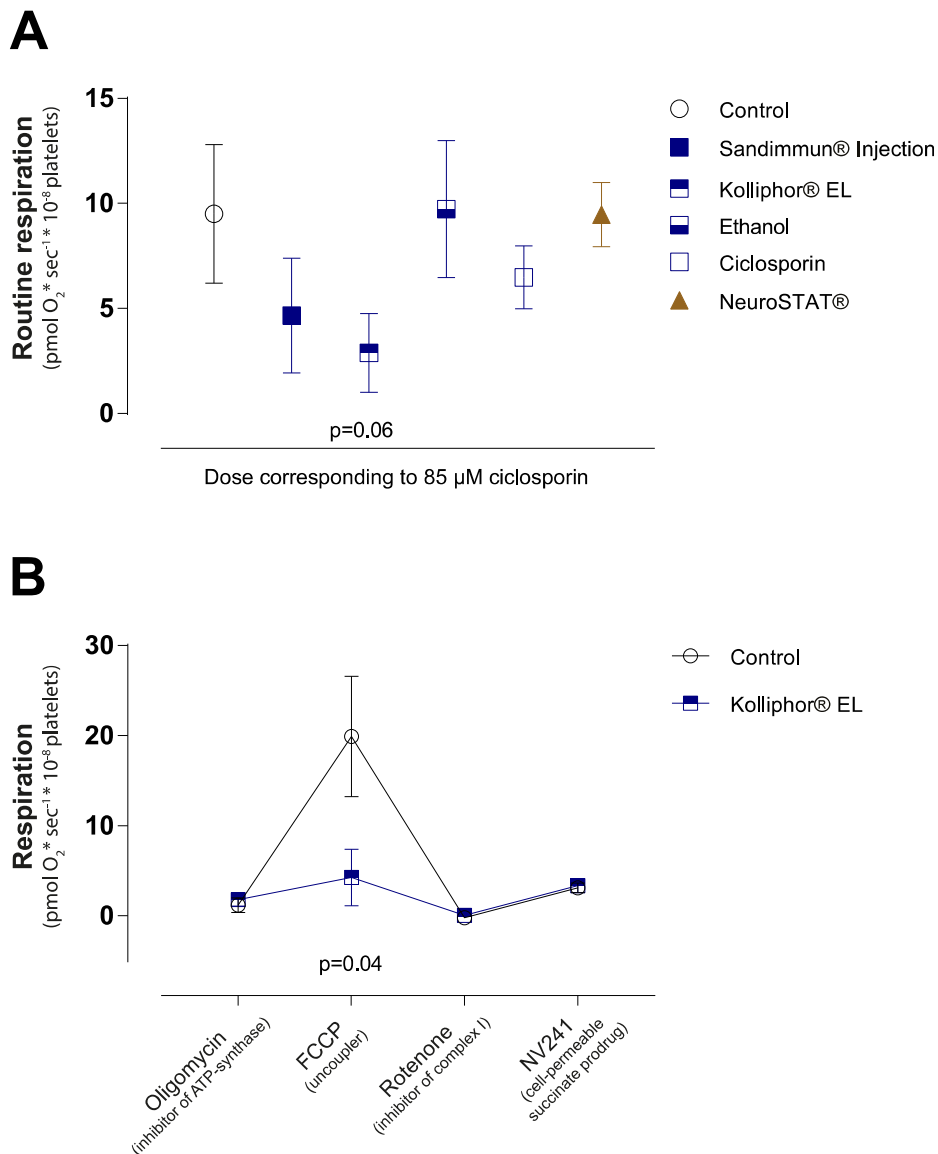 A
Routine respiration
(pmol O₂ * sec⁻¹ * 10⁻⁸ platelets)
15
10
5
0
p=0.06
Dose corresponding to 85 µM ciclosporin
Control
Sandimmun® Injection
Kolliphor® EL
Ethanol
Ciclosporin
NeuroSTAT®
B
Respiration
(pmol O₂ * sec⁻¹ * 10⁻⁸ platelets)
30
20
10
0
p=0.04
Control
Kolliphor® EL
Oligomycin
(inhibitor of ATP-synthase)
FCCP
(uncoupler)
Rotenone
(inhibitor of complex I)
NV241
(cell-permeable
succinate prodrug)